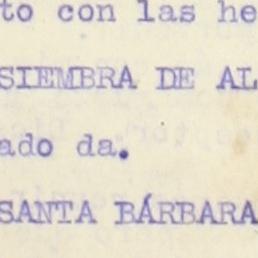 to con las he
SIEMBRA DE AL
ado da.
SANTA BÁRBARA